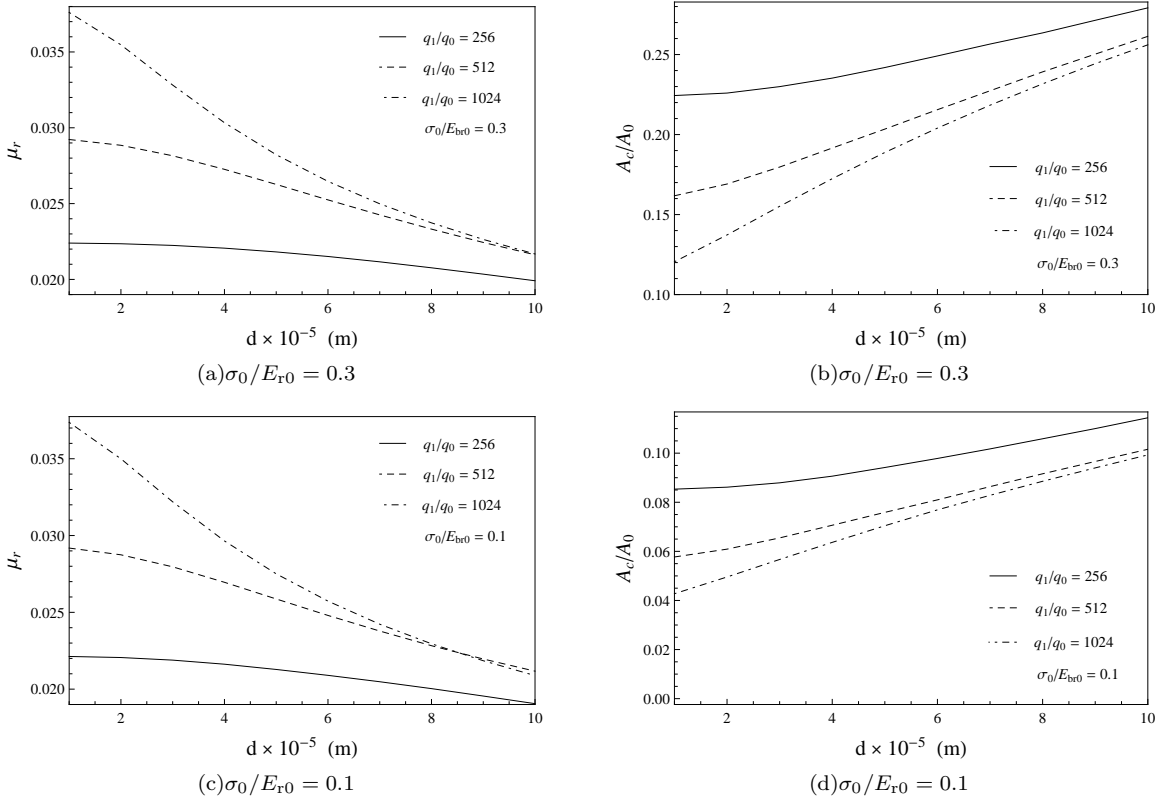 0.035
0.030
0.025
0.020
μr
q1/q0 = 256
q1/q0 = 512
q1/q0 = 1024
σ0/Ebr0 = 0.3
2 4 6 8 10
d × 10⁻⁵ (m)
(a)σ0/Er0 = 0.3
0.25
0.20
0.15
0.10
Ac/A0
q1/q0 = 256
q1/q0 = 512
q1/q0 = 1024
σ0/Ebr0 = 0.3
2 4 6 8 10
d × 10⁻⁵ (m)
(b)σ0/Er0 = 0.3
0.035
0.030
0.025
0.020
μr
q1/q0 = 256
q1/q0 = 512
q1/q0 = 1024
σ0/Ebr0 = 0.1
2 4 6 8 10
d × 10⁻⁵ (m)
(c)σ0/Er0 = 0.1
0.10
0.08
0.06
0.04
0.02
0.00
Ac/A0
q1/q0 = 256
q1/q0 = 512
q1/q0 = 1024
σ0/Ebr0 = 0.1
2 4 6 8 10
d × 10⁻⁵ (m)
(d)σ0/Er0 = 0.1